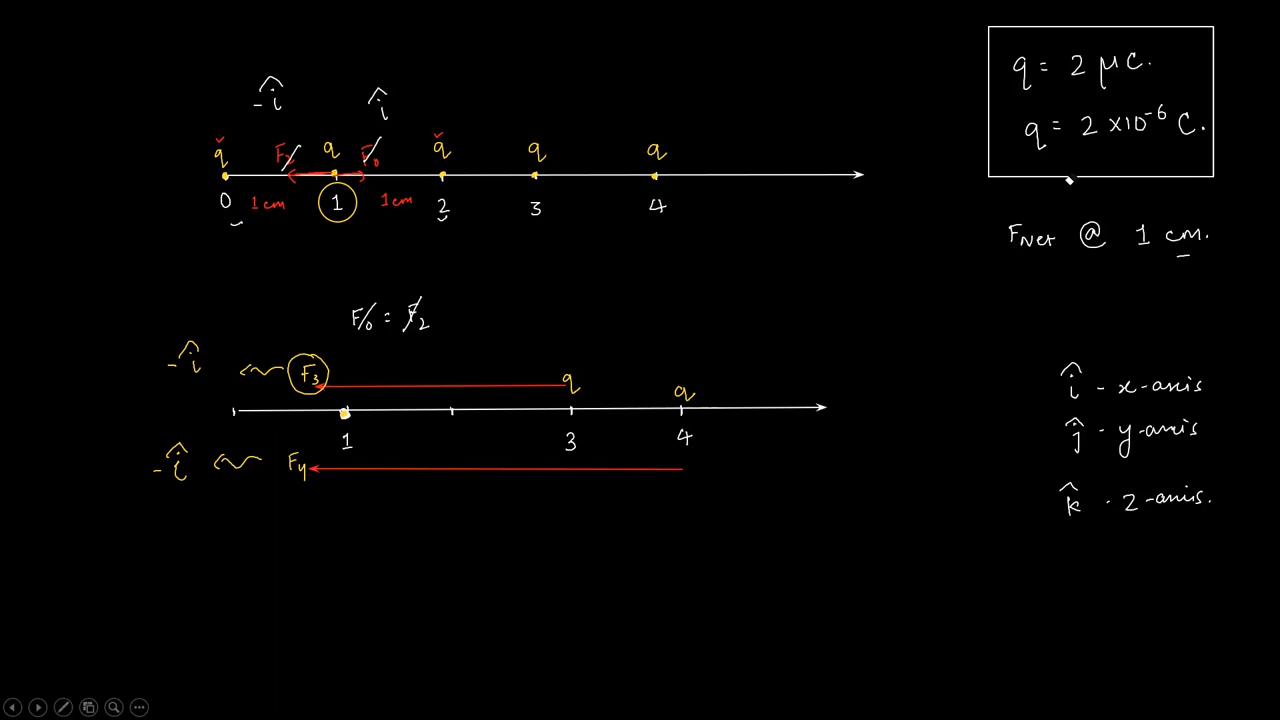 -î î
q F₂ q F₀ q q q
0 1cm 1 1cm 2 3 4
q = 2 μC.
q = 2 ×10⁻⁶ C.
FNet @ 1 cm.
F₀ = F₂
-î F₃ q q
1 3 4
-î F4
î - x-axis
ĵ - y-axis
k̂ - z-axis.